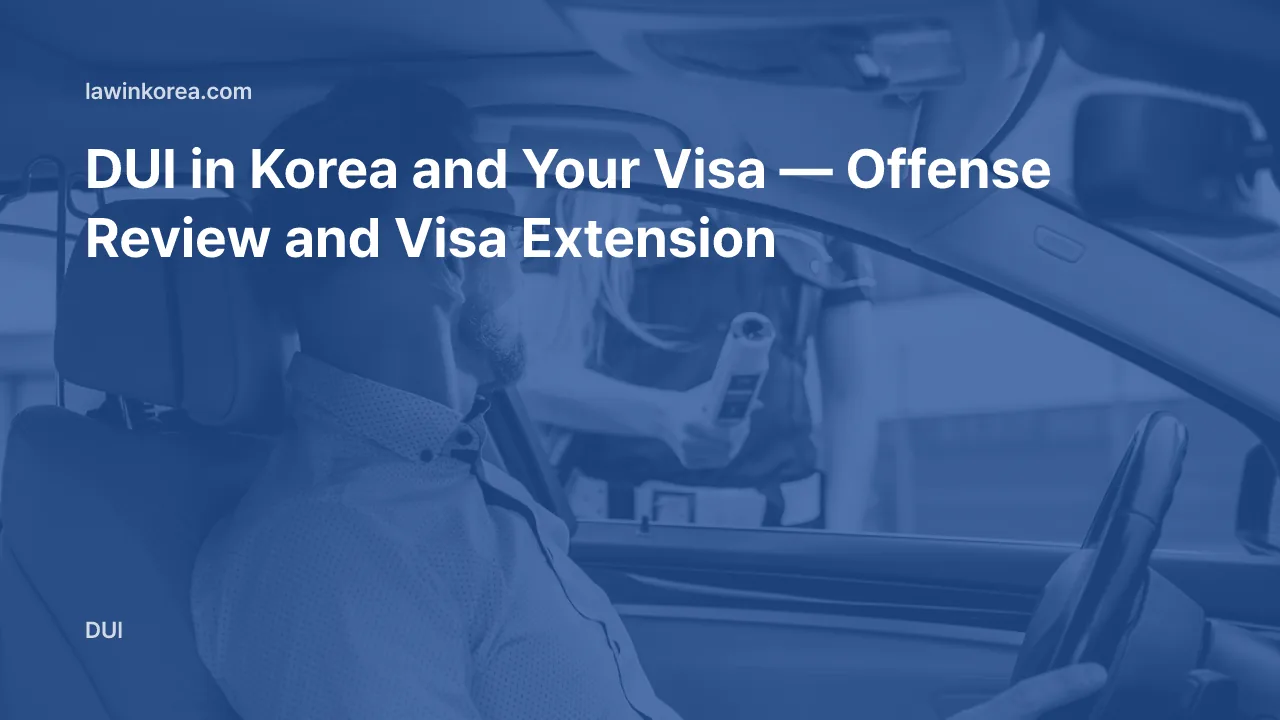 lawinkorea.com
DUI in Korea and Your Visa — Offense
Review and Visa Extension
DUI